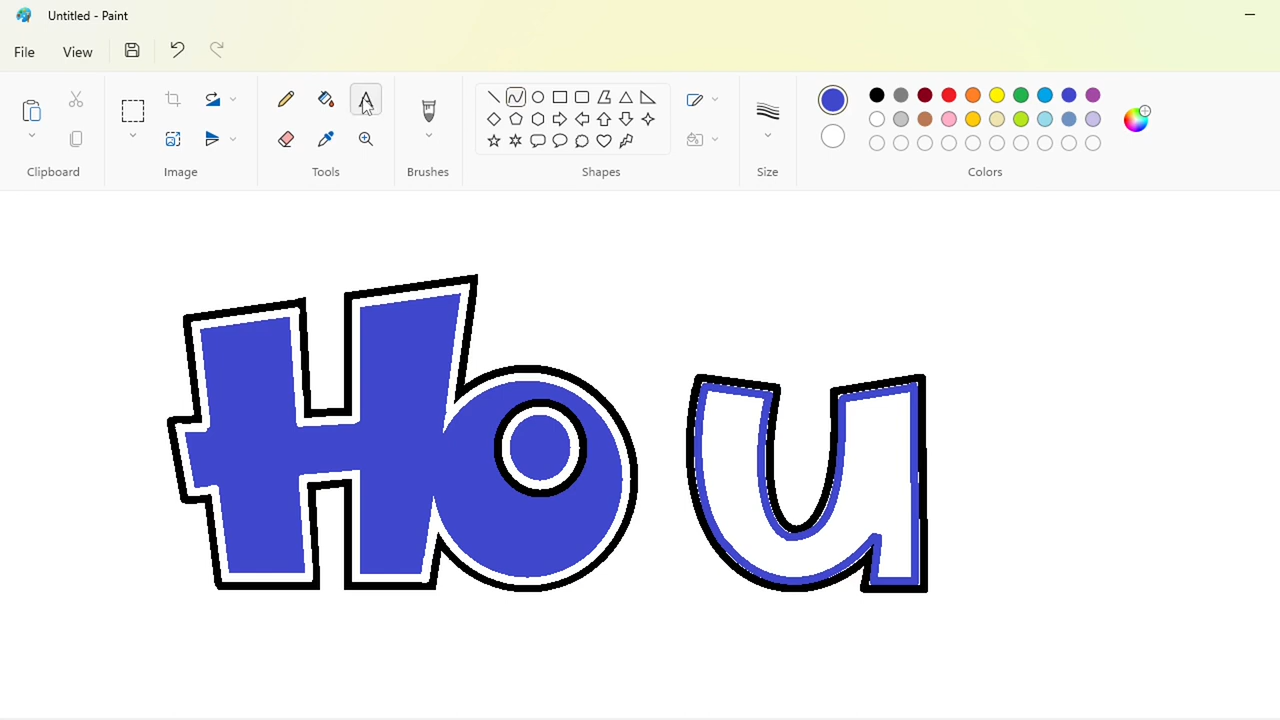 Untitled - Paint
File View
Clipboard Image Tools Brushes Shapes Size Colors
Ho u